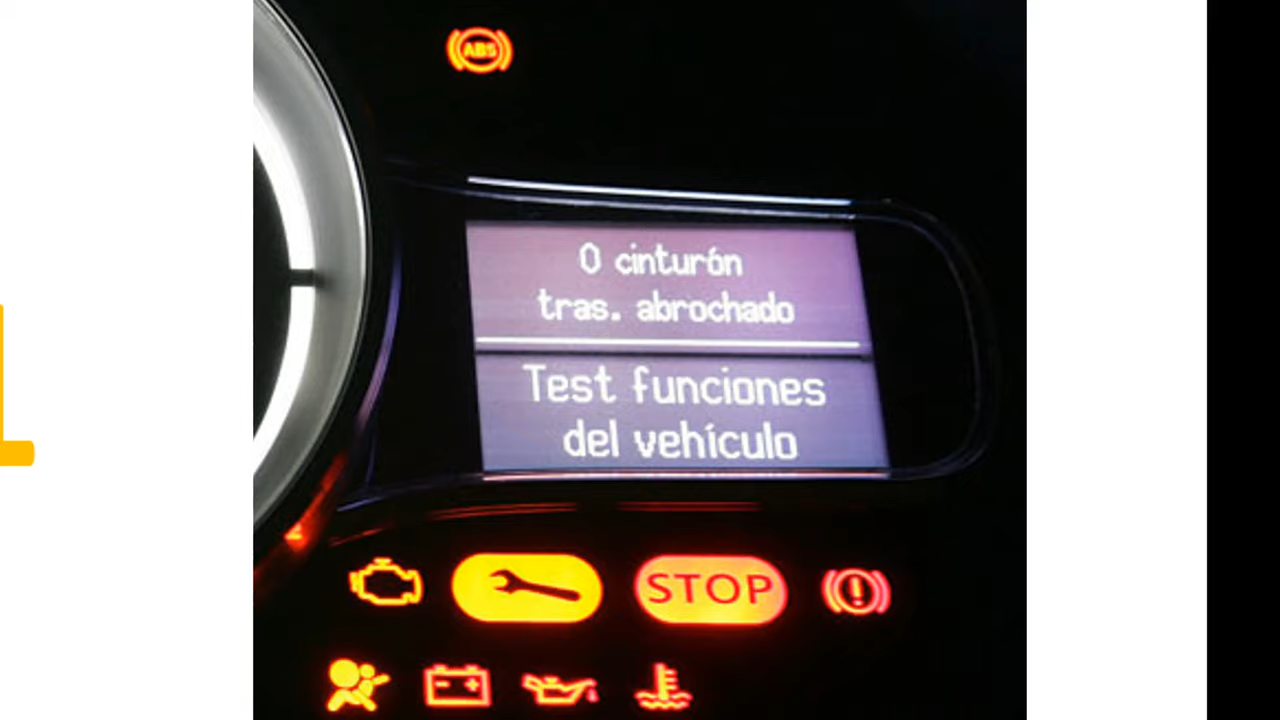 ABS
0 cinturón
tras. abrochado
Test funciones
del vehículo
STOP